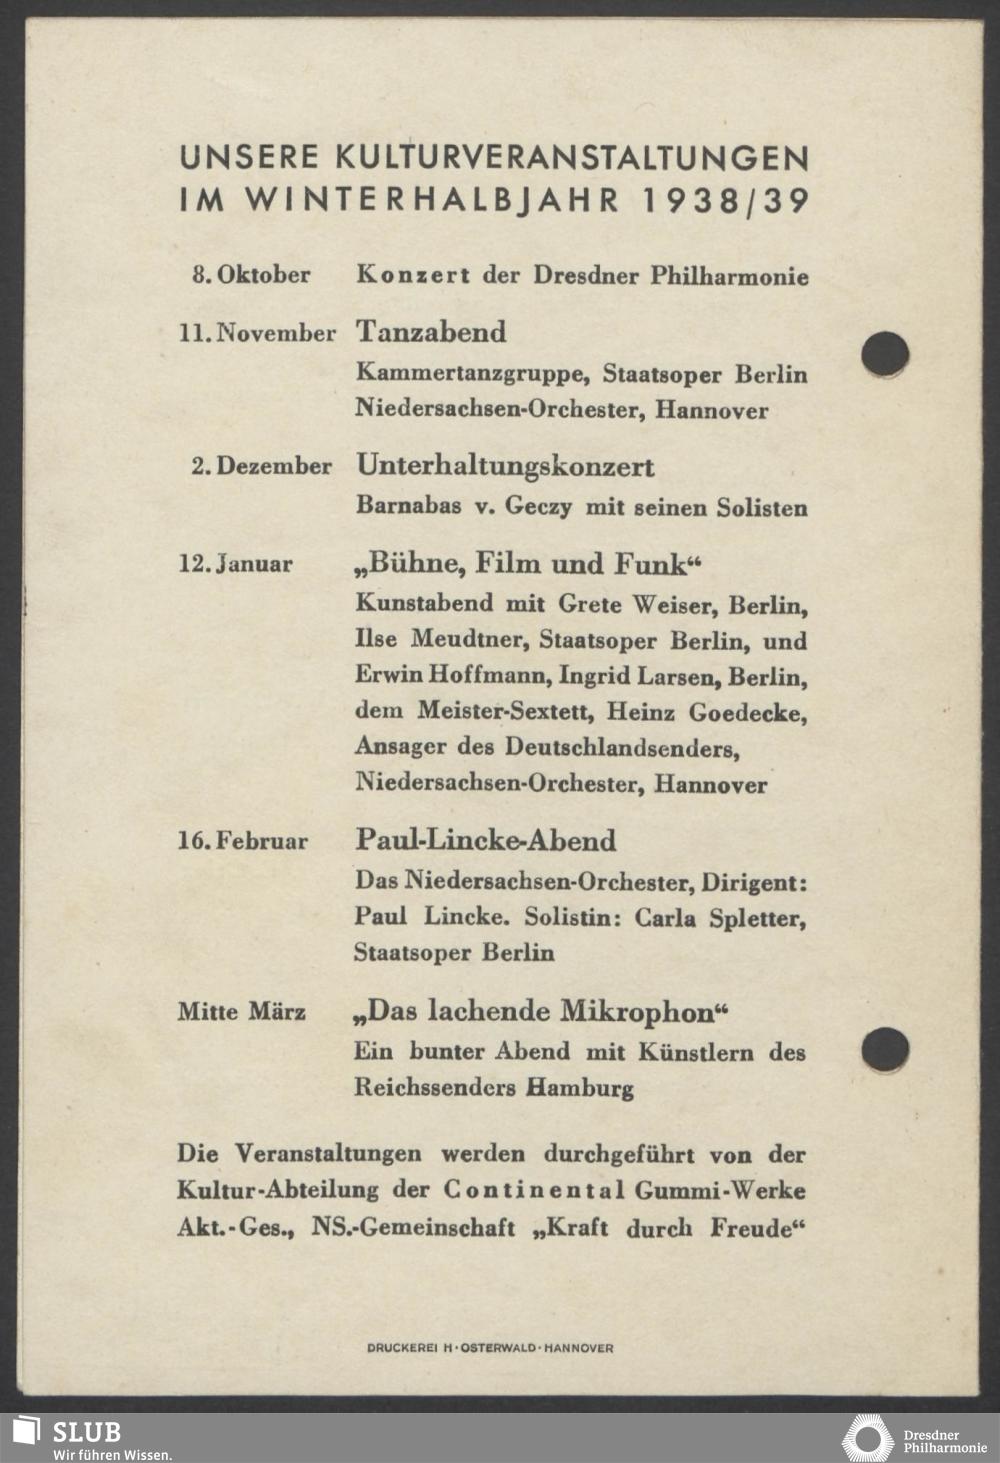 UNSERE KULTURVERANSTALTUNGEN
IM WINTERHALBJAHR 1938/39
8. Oktober Konzert der Dresdner Philharmonie
11. November Tanzabend
Kammertanzgruppe, Staatsoper Berlin
Niedersachsen-Orchester, Hannover
2. Dezember Unterhaltungskonzert
Barnabas v. Geczy mit seinen Solisten
12. Januar „Bühne, Film und Funk“
Kunstabend mit Grete Weiser, Berlin,
Ilse Meudtner, Staatsoper Berlin, und
Erwin Hoffmann, Ingrid Larsen, Berlin,
dem Meister-Sextett, Heinz Goedecke,
Ansager des Deutschlandsenders,
Niedersachsen-Orchester, Hannover
16. Februar Paul-Lincke-Abend
Das Niedersachsen-Orchester, Dirigent:
Paul Lincke. Solistin: Carla Spletter,
Staatsoper Berlin
Mitte März „Das lachende Mikrophon“
Ein bunter Abend mit Künstlern des
Reichssenders Hamburg
Die Veranstaltungen werden durchgeführt von der
Kultur-Abteilung der Continental Gummi-Werke
Akt.-Ges., NS.-Gemeinschaft „Kraft durch Freude“
DRUCKEREI H·OSTERWALD·HANNOVER
SLUB
Wir führen Wissen.
Dresdner
Philharmonie